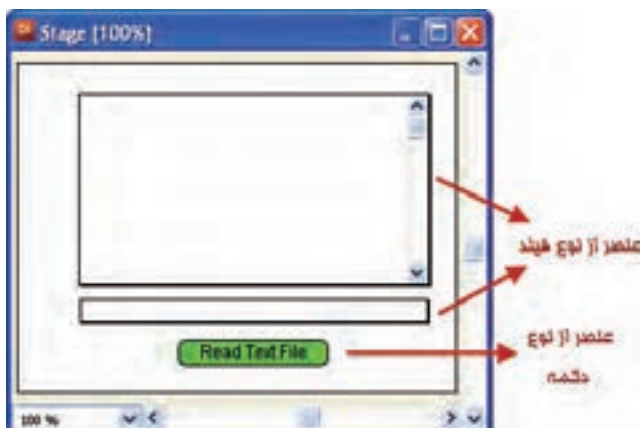 Stage (100%)
عنصر از نوع فیلد
Read Text File
عنصر از نوع
دکمه
100 %